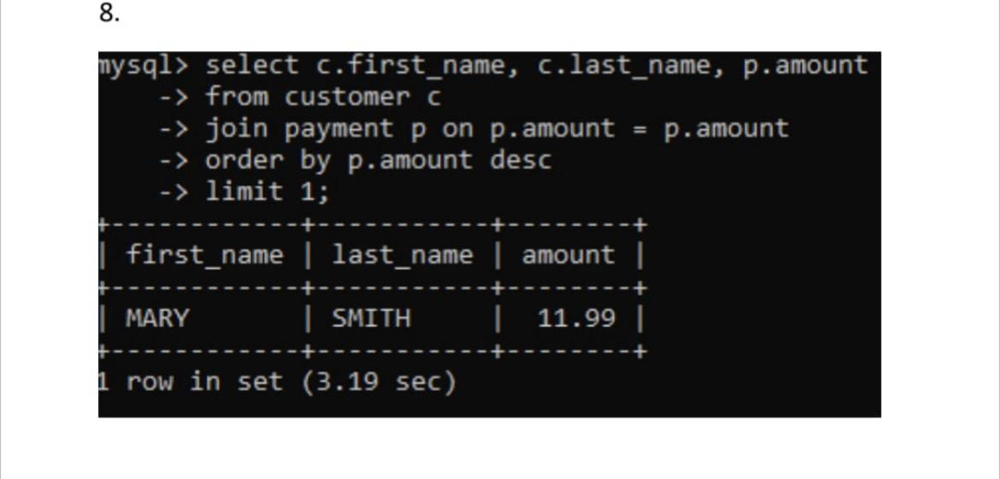 8.
mysql> select c.first_name, c.last_name, p.amount
    -> from customer c
    -> join payment p on p.amount = p.amount
    -> order by p.amount desc
    -> limit 1;
+------------+-----------+--------+
| first_name | last_name | amount |
+------------+-----------+--------+
| MARY       | SMITH     |  11.99 |
+------------+-----------+--------+
1 row in set (3.19 sec)